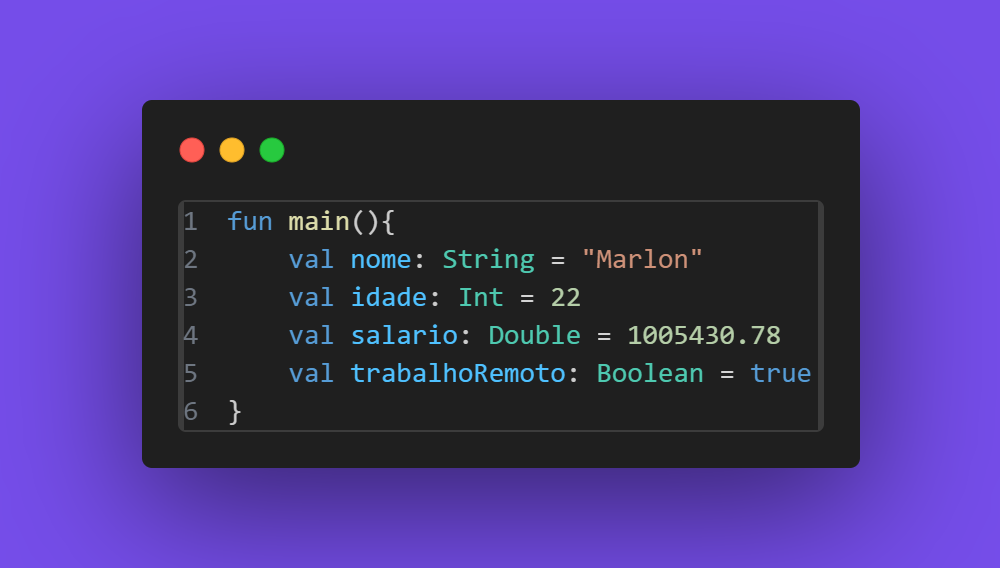 1 fun main(){
2     val nome: String = "Marlon"
3     val idade: Int = 22
4     val salario: Double = 1005430.78
5     val trabalhoRemoto: Boolean = true
6 }